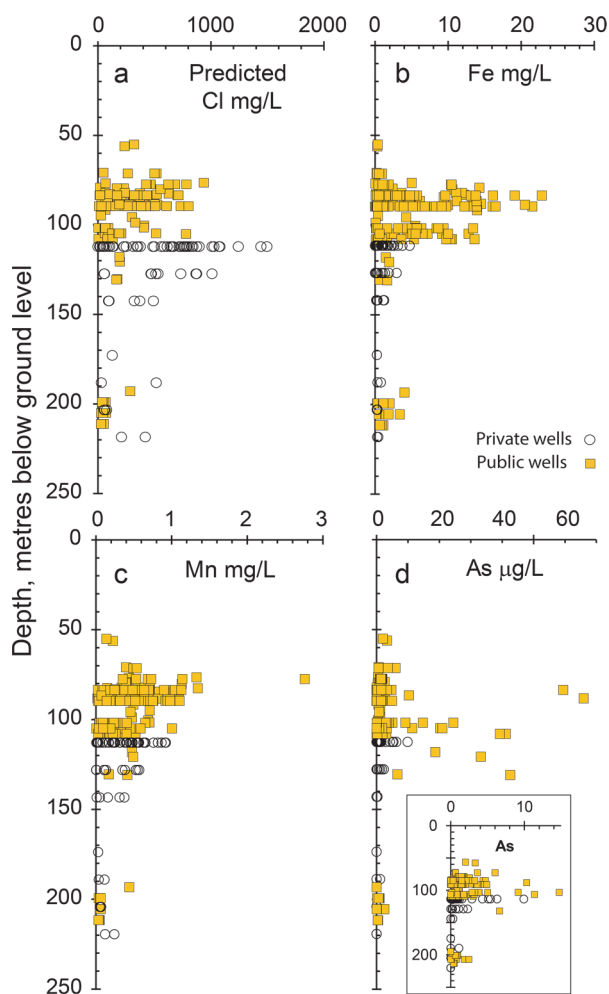 0 1000 2000
0 10 20 30
0
a Predicted
Cl mg/L
b Fe mg/L
50
100
150
200
250
Private wells
Public wells
Depth, metres below ground level
0 1 2 3
0 20 40 60
0
c Mn mg/L
d As µg/L
50
100
150
200
250
0 10
0
As
100
200